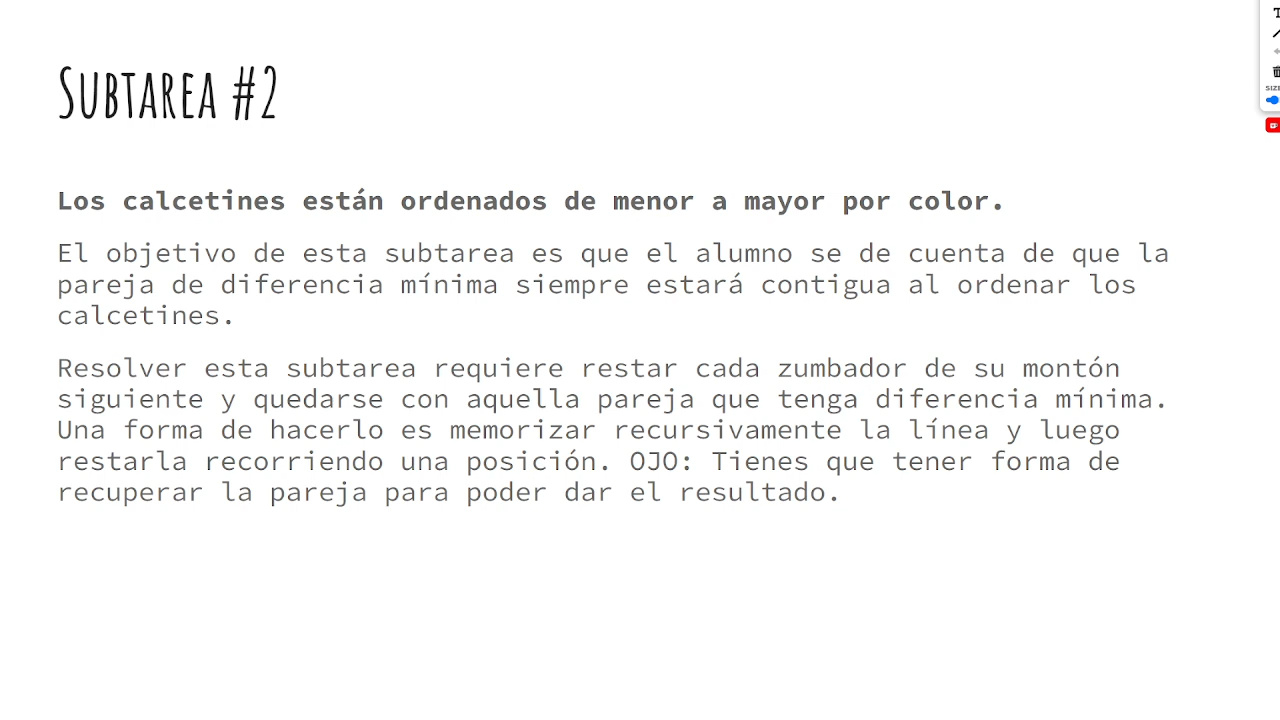 Subtarea #2
Los calcetines están ordenados de menor a mayor por color.
El objetivo de esta subtarea es que el alumno se de cuenta de que la
pareja de diferencia mínima siempre estará contigua al ordenar los
calcetines.
Resolver esta subtarea requiere restar cada zumbador de su montón
siguiente y quedarse con aquella pareja que tenga diferencia mínima.
Una forma de hacerlo es memorizar recursivamente la línea y luego
restarla recorriendo una posición. OJO: Tienes que tener forma de
recuperar la pareja para poder dar el resultado.